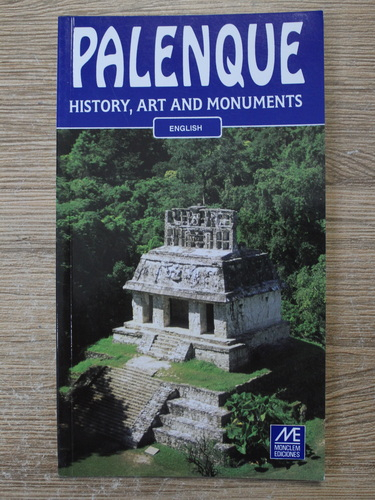 PALENQUE
HISTORY, ART AND MONUMENTS
ENGLISH
ME
MONCLEM
EDICIONES